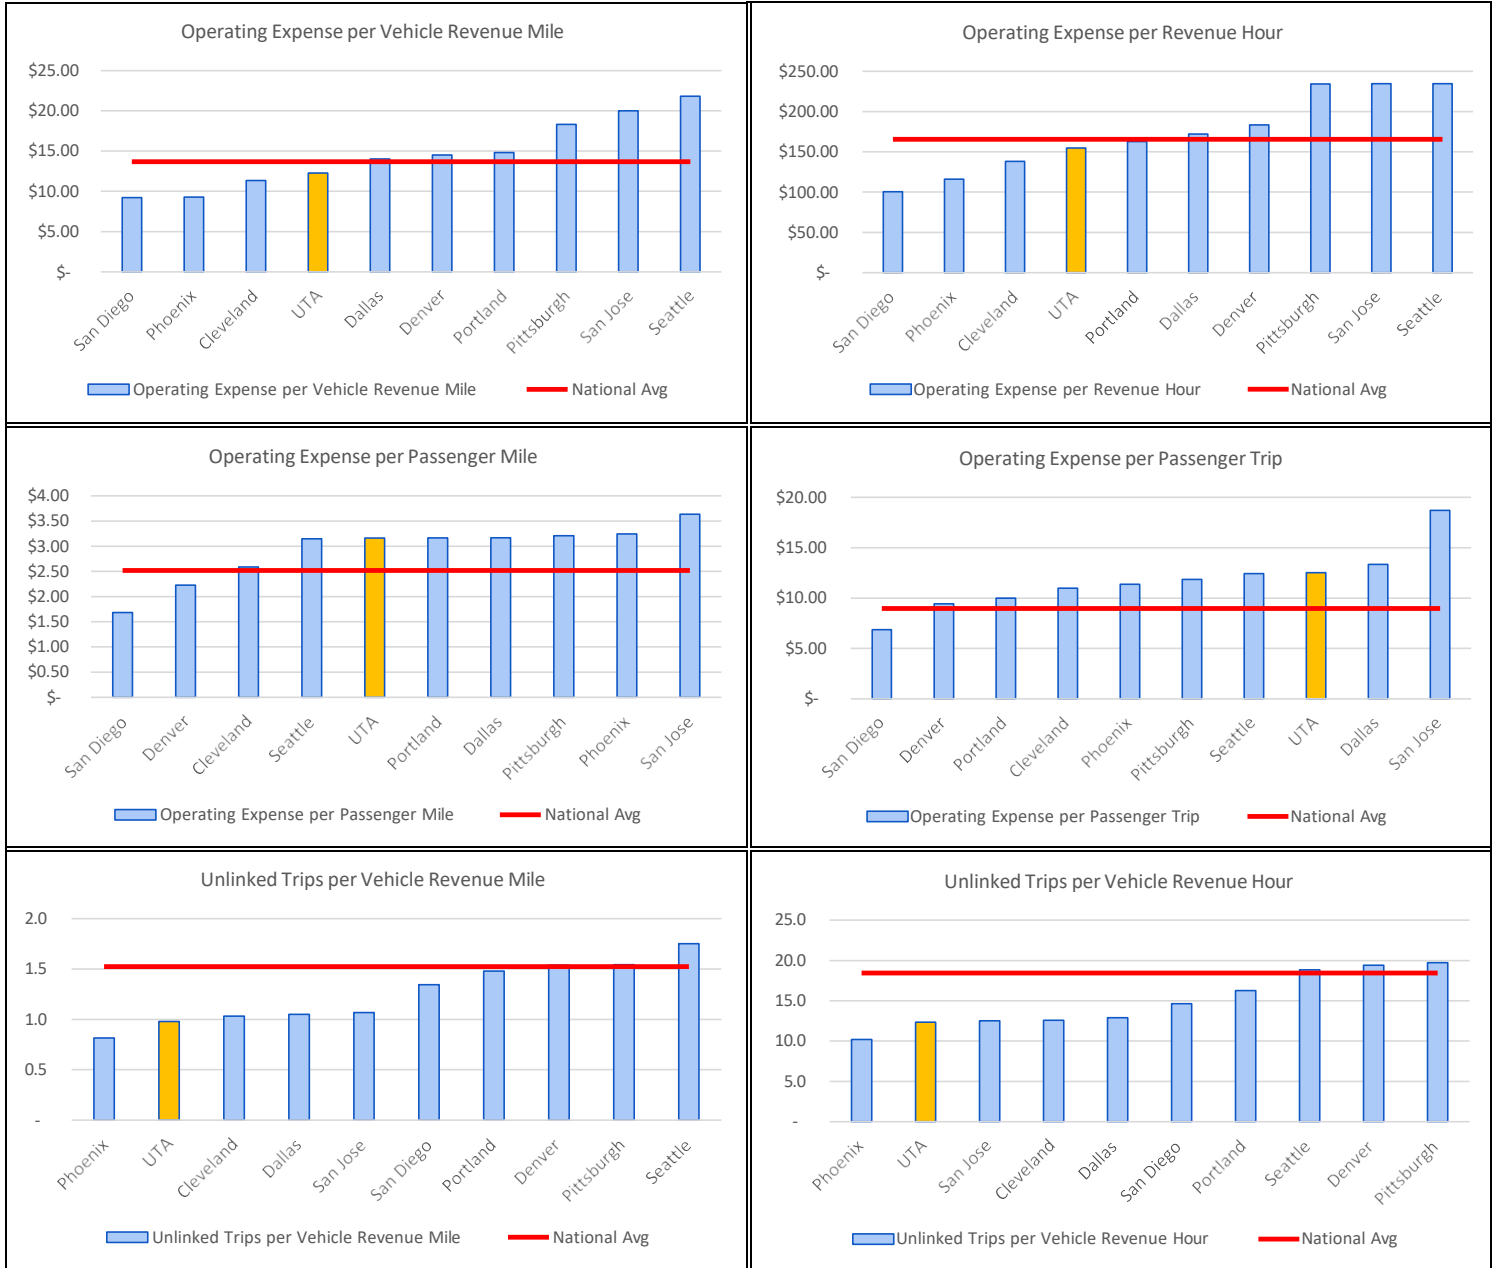 Operating Expense per Vehicle Revenue Mile
$25.00
$20.00
$15.00
$10.00
$5.00
$-
San Diego
Phoenix
Cleveland
UTA
Dallas
Denver
Portland
Pittsburgh
San Jose
Seattle
Operating Expense per Vehicle Revenue Mile
National Avg
Operating Expense per Revenue Hour
$250.00
$200.00
$150.00
$100.00
$50.00
$-
San Diego
Phoenix
Cleveland
UTA
Portland
Dallas
Denver
Pittsburgh
San Jose
Seattle
Operating Expense per Revenue Hour
National Avg
Operating Expense per Passenger Mile
$4.00
$3.50
$3.00
$2.50
$2.00
$1.50
$1.00
$0.50
$-
San Diego
Denver
Cleveland
Seattle
UTA
Portland
Dallas
Pittsburgh
Phoenix
San Jose
Operating Expense per Passenger Mile
National Avg
Operating Expense per Passenger Trip
$20.00
$15.00
$10.00
$5.00
$-
San Diego
Denver
Portland
Cleveland
Phoenix
Pittsburgh
Seattle
UTA
Dallas
San Jose
Operating Expense per Passenger Trip
National Avg
Unlinked Trips per Vehicle Revenue Mile
2.0
1.5
1.0
0.5
-
Phoenix
UTA
Cleveland
Dallas
San Jose
San Diego
Portland
Denver
Pittsburgh
Seattle
Unlinked Trips per Vehicle Revenue Mile
National Avg
Unlinked Trips per Vehicle Revenue Hour
25.0
20.0
15.0
10.0
5.0
-
Phoenix
UTA
San Jose
Cleveland
Dallas
San Diego
Portland
Seattle
Denver
Pittsburgh
Unlinked Trips per Vehicle Revenue Hour
National Avg